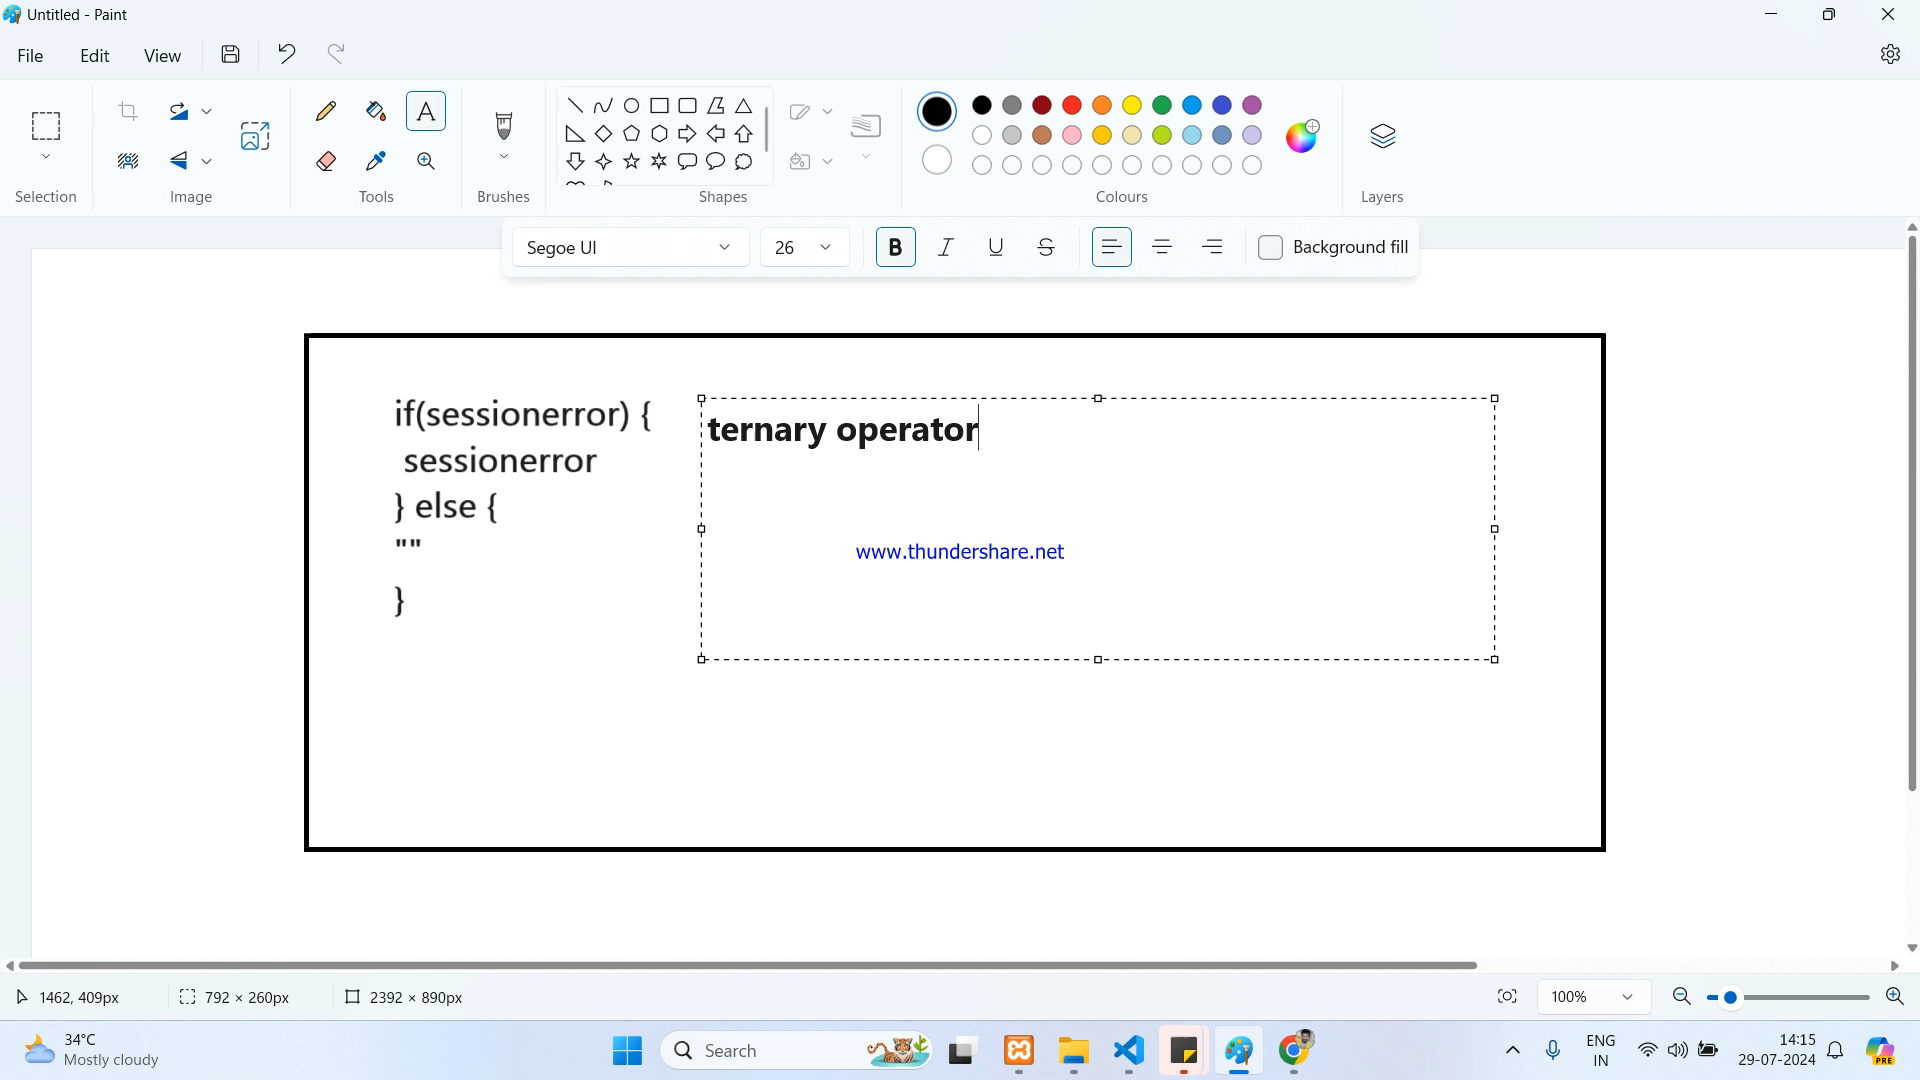 Untitled - Paint
File Edit View
Selection Image Tools Brushes Shapes Colours Layers
Segoe UI 26 B I U S Background fill
if(sessionerror) {
sessionerror
} else {
""
}
ternary operator
www.thundershare.net
1462, 409px 792 × 260px 2392 × 890px 100%
34°C
Mostly cloudy
Search
ENG
IN
14:15
29-07-2024
PRE